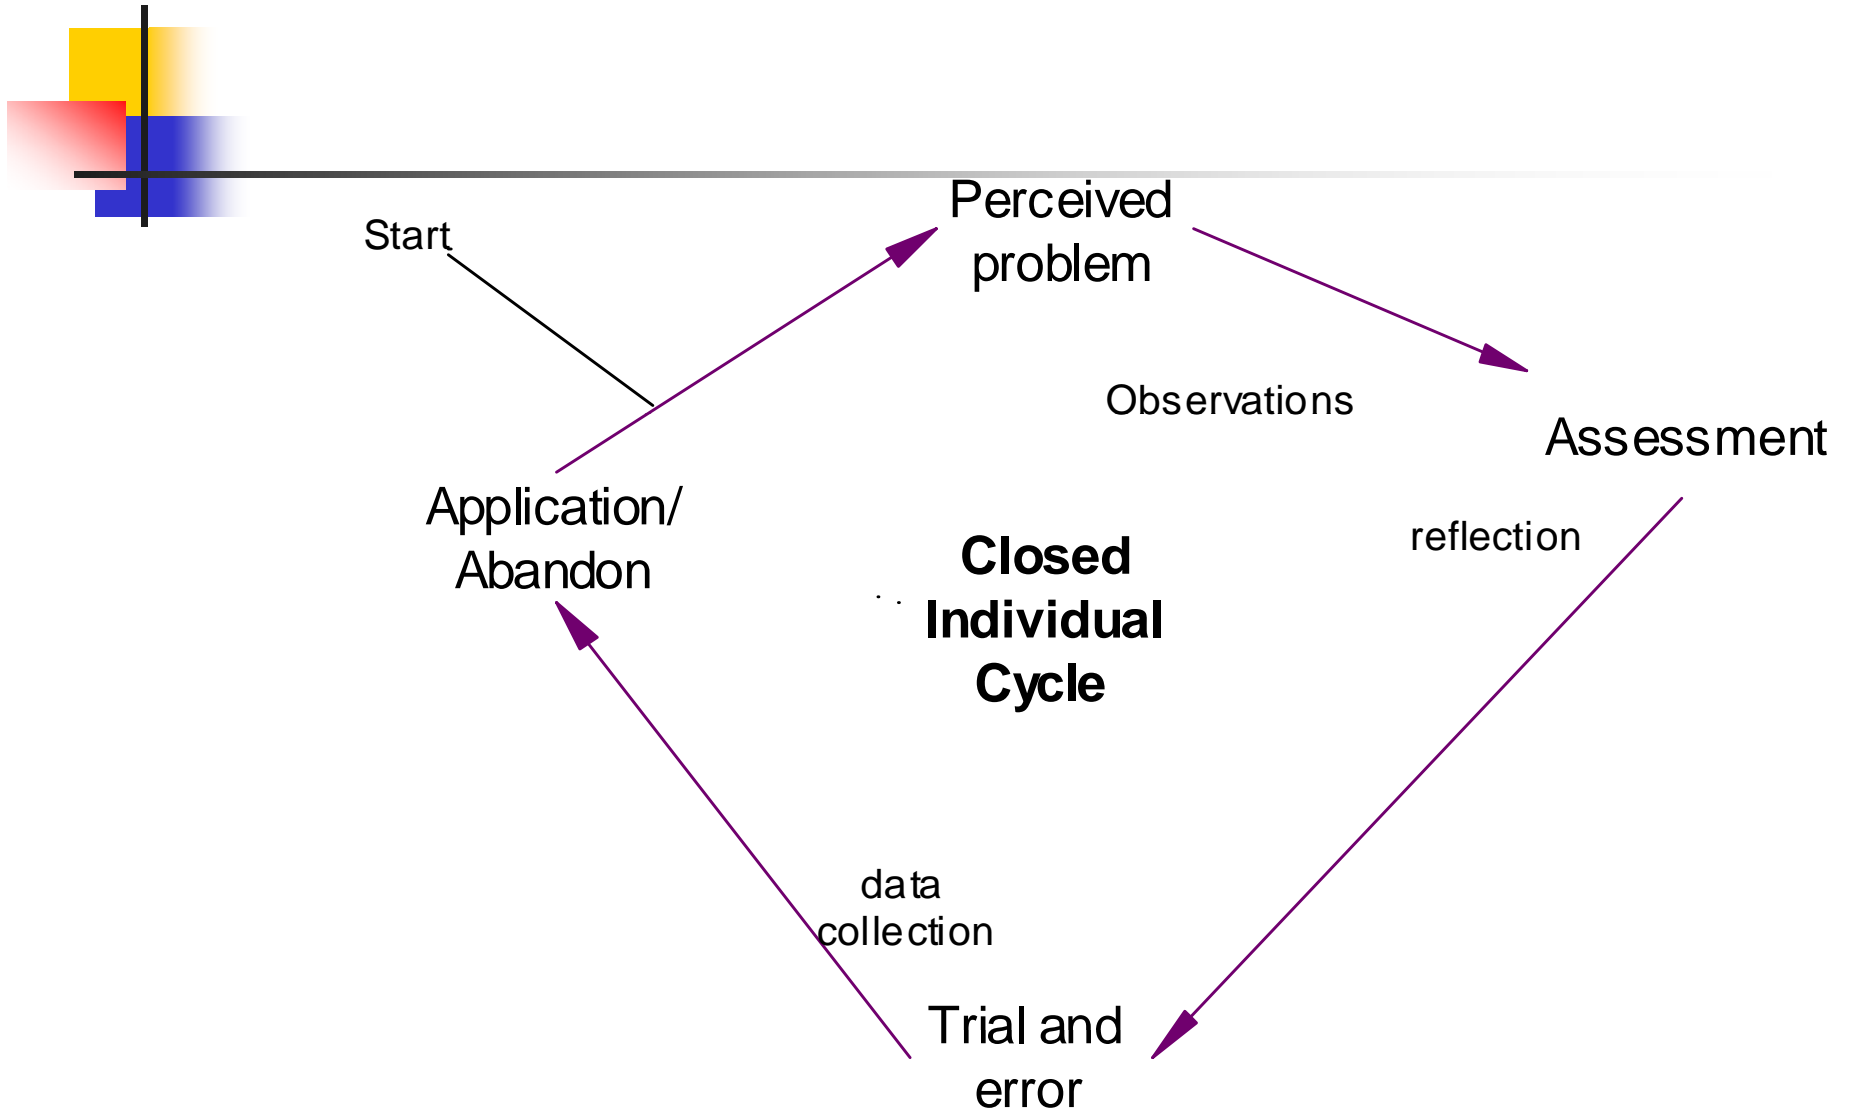 Start
Perceived
problem
Observations
Assessment
reflection
Application/
Abandon
Closed
Individual
Cycle
data
collection
Trial and
error